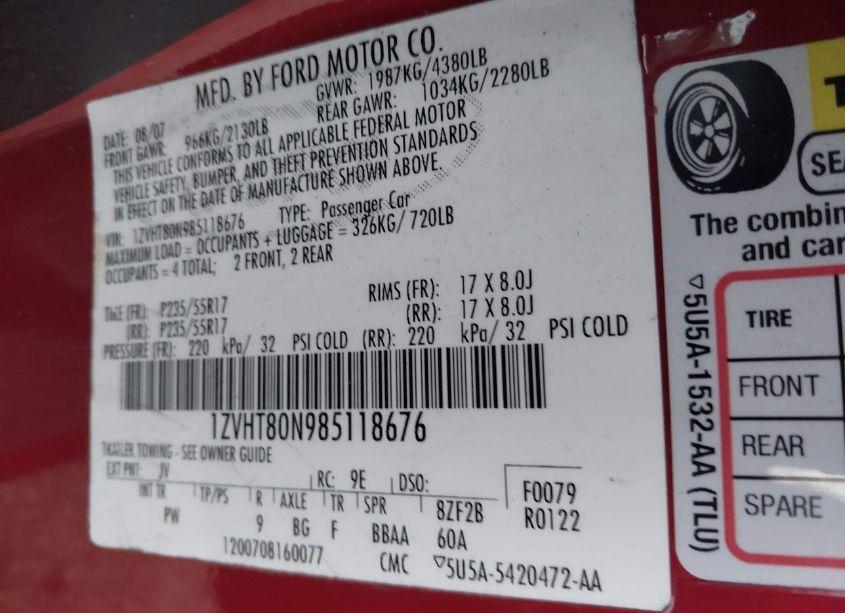 MFD. BY FORD MOTOR CO.
DATE: 08/07 GVWR: 1987KG/4380LB
FRONT GAWR: 966KG/2130LB REAR GAWR: 1034KG/2280LB
THIS VEHICLE CONFORMS TO ALL APPLICABLE FEDERAL MOTOR
VEHICLE SAFETY, BUMPER, AND THEFT PREVENTION STANDARDS
IN EFFECT ON THE DATE OF MANUFACTURE SHOWN ABOVE.
VIN: 1ZVHT80N985118676 TYPE: Passenger Car
MAXIMUM LOAD = OCCUPANTS + LUGGAGE = 326KG/ 720LB
OCCUPANTS = 4 TOTAL; 2 FRONT, 2 REAR
TIRE (FR): P235/55R17 RIMS (FR): 17 X 8.0J
(RR): P235/55R17 (RR): 17 X 8.0J
PRESSURE (FR): 220 kPa/ 32 PSI COLD (RR): 220 kPa/ 32 PSI COLD
1ZVHT80N985118676
TRAILER TOWING - SEE OWNER GUIDE
EXT PNT: JV RC: 9E DSO: F0079
INT TR TP/PS R AXLE TR SPR 8ZF2B R0122
PW 9 BG F BBAA 60A
1200708160077 CMC ▽5U5A-5420472-AA
T
SEA
The combin
and car
TIRE
FRONT
REAR
SPARE
▽5U5A-1532-AA (TLU)